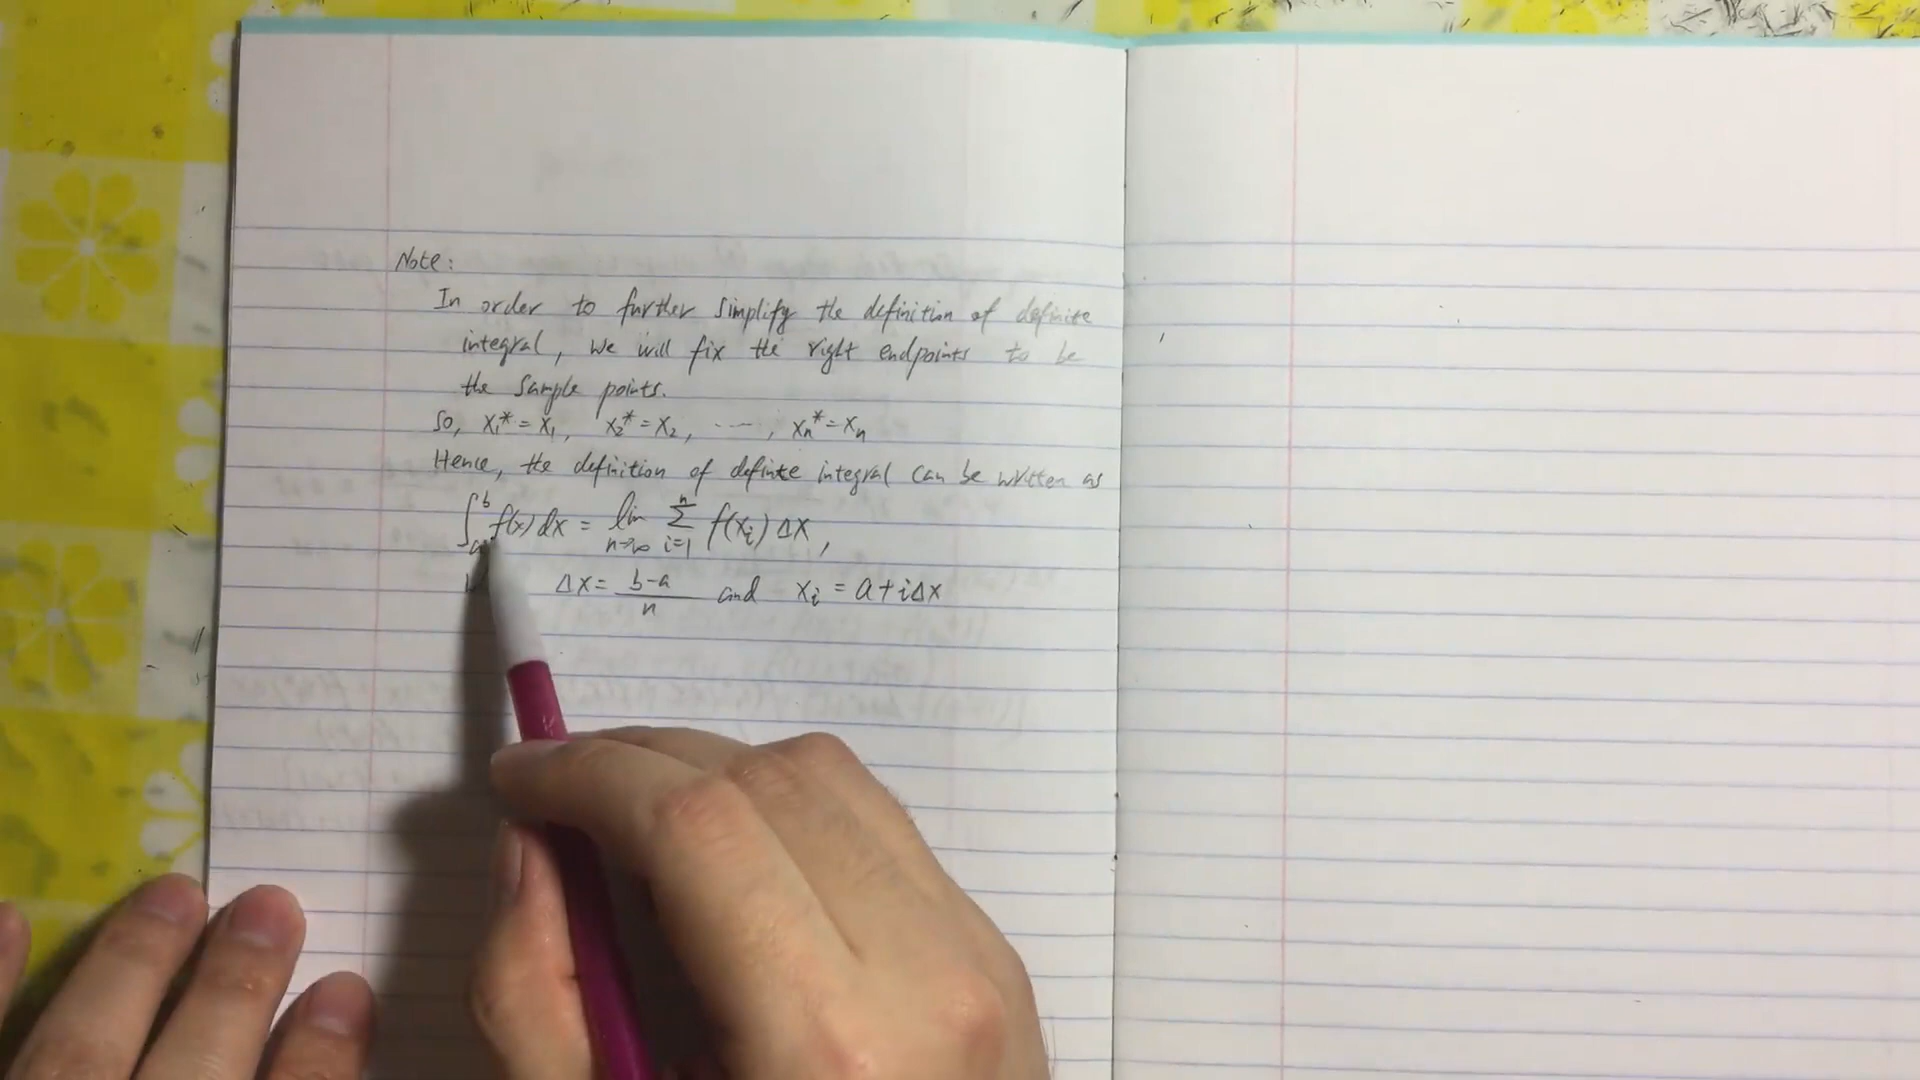 Note:
In order to further simplify the definition of definite
integral, we will fix the right endpoints to be
the sample points.
So, x₁* = x₁, x₂* = x₂, ⋯, xₙ* = xₙ
Hence, the definition of definite integral can be written as
∫ₐᵇ f(x) dx = lim n→∞ Σ i=1 n f(xᵢ) Δx,
Δx = (b-a)/n and xᵢ = a + iΔx